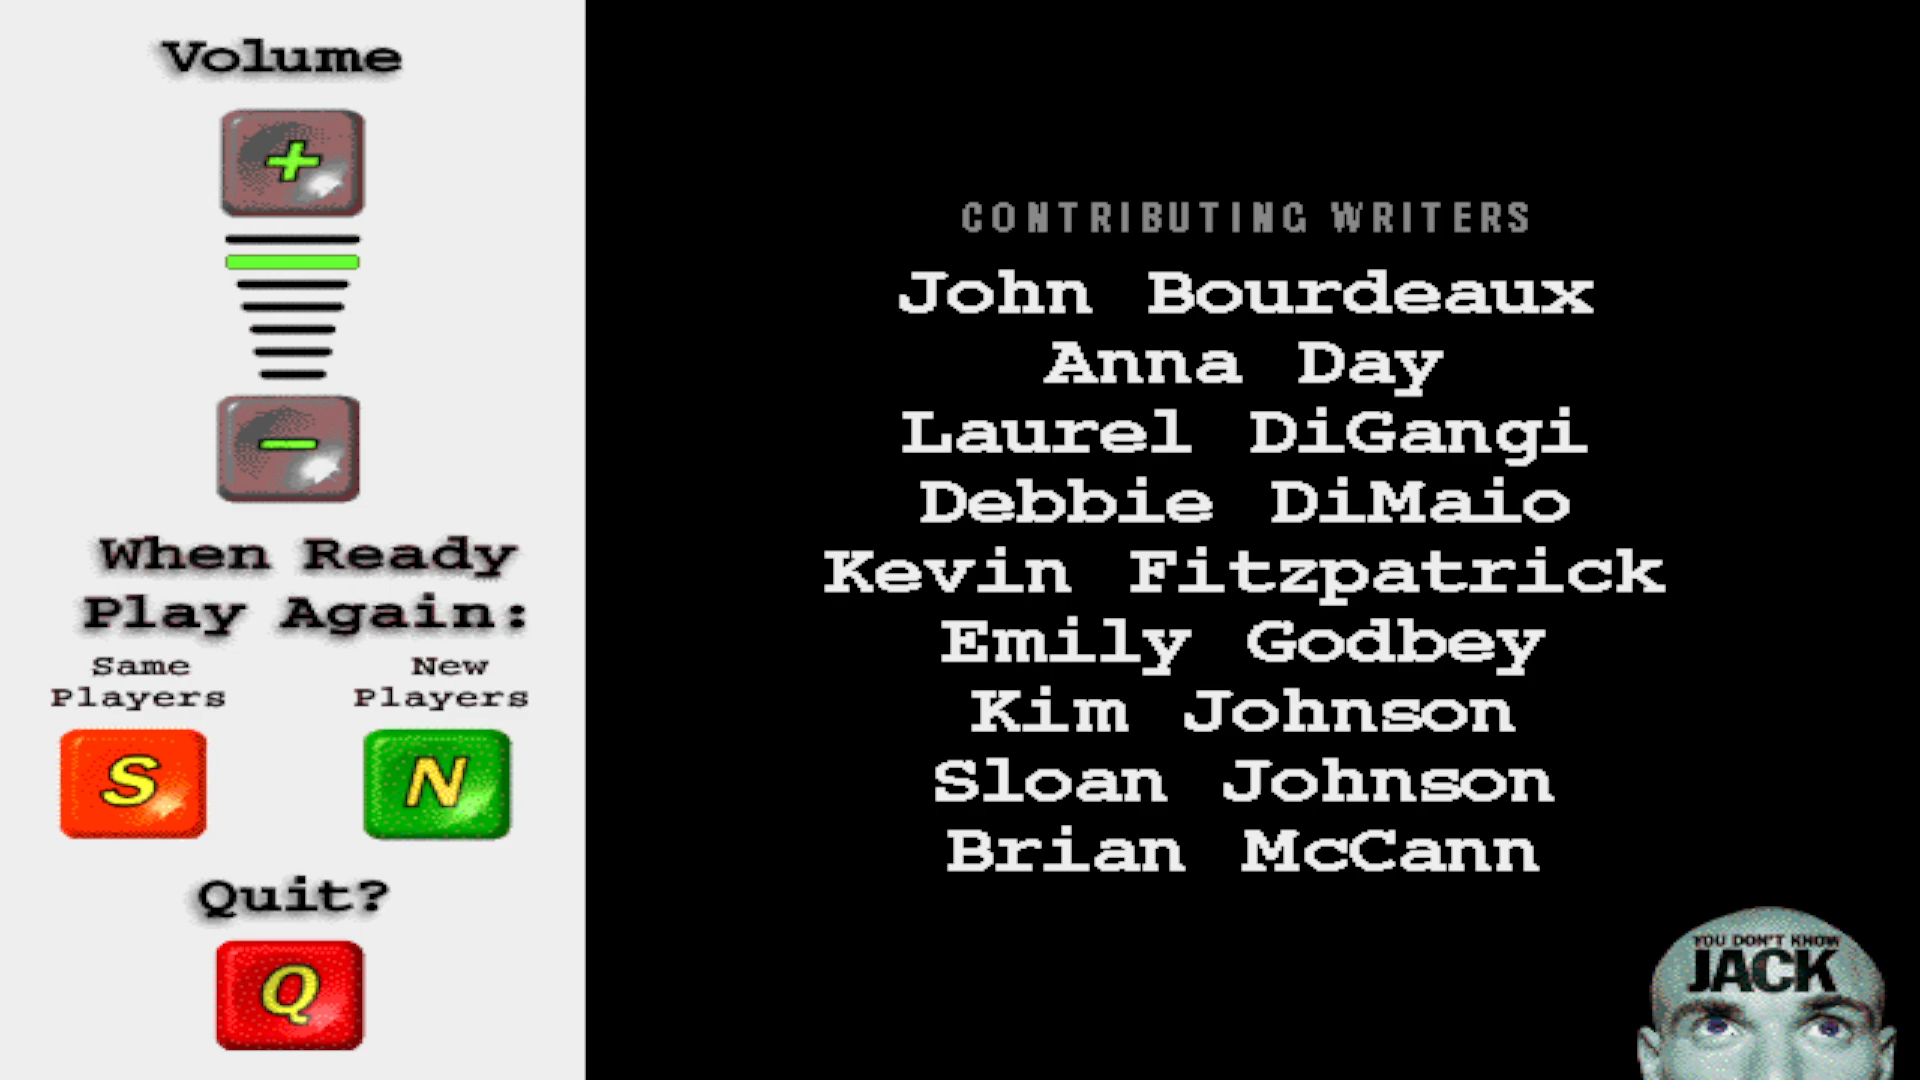 Volume
+
-
When Ready
Play Again:
Same
Players
New
Players
S
N
Quit?
Q
CONTRIBUTING WRITERS
John Bourdeaux
Anna Day
Laurel DiGangi
Debbie DiMaio
Kevin Fitzpatrick
Emily Godbey
Kim Johnson
Sloan Johnson
Brian McCann
YOU DON'T KNOW
JACK